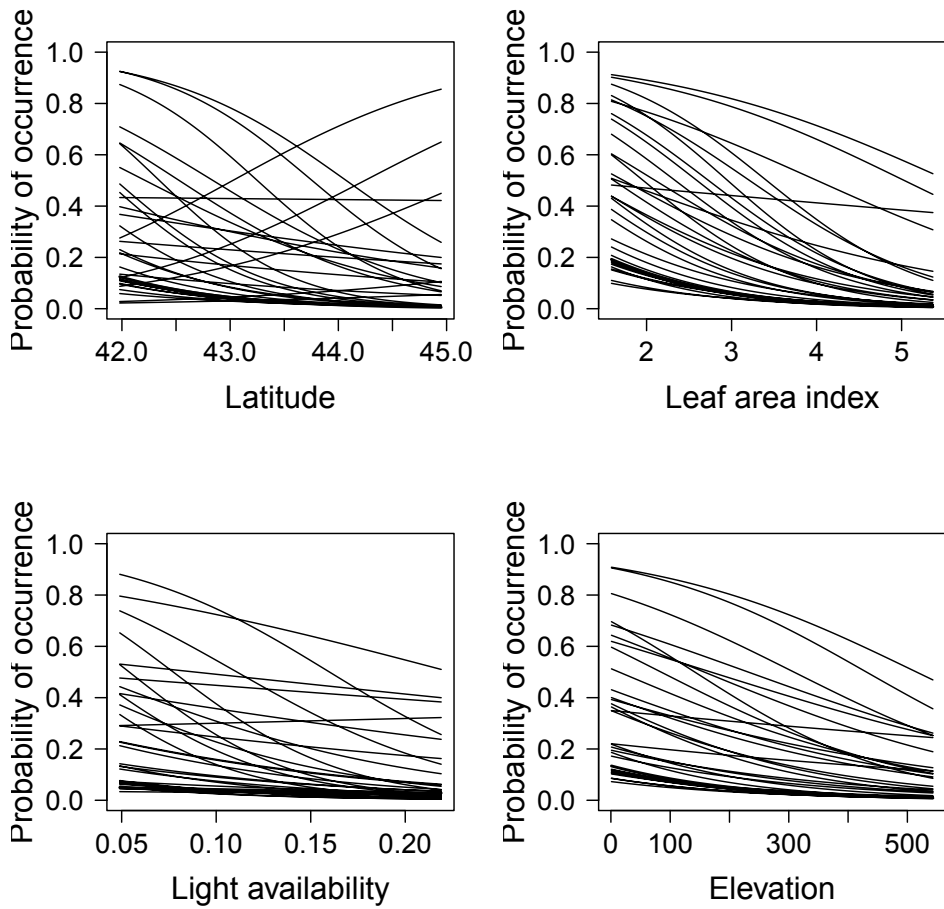 Probability of occurrence
1.0
0.8
0.6
0.4
0.2
0.0
42.0 43.0 44.0 45.0
Latitude
Probability of occurrence
1.0
0.8
0.6
0.4
0.2
0.0
2 3 4 5
Leaf area index
Probability of occurrence
1.0
0.8
0.6
0.4
0.2
0.0
0.05 0.10 0.15 0.20
Light availability
Probability of occurrence
1.0
0.8
0.6
0.4
0.2
0.0
0 100 300 500
Elevation